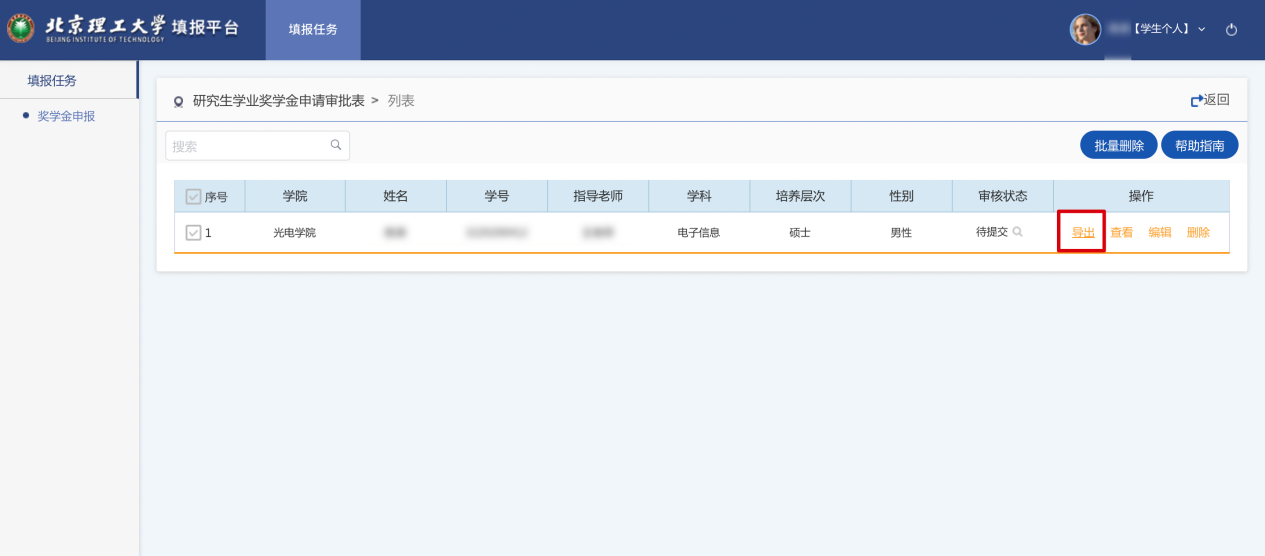 北京理工大学 填报平台
BEIJING INSTITUTE OF TECHNOLOGY
填报任务
【学生个人】
填报任务
奖学金申报
研究生学业奖学金申请审批表 > 列表
返回
搜索
批量删除 帮助指南
序号 学院 姓名 学号 指导老师 学科 培养层次 性别 审核状态 操作
1 光电学院 电子信息 硕士 男性 待提交 导出 查看 编辑 删除